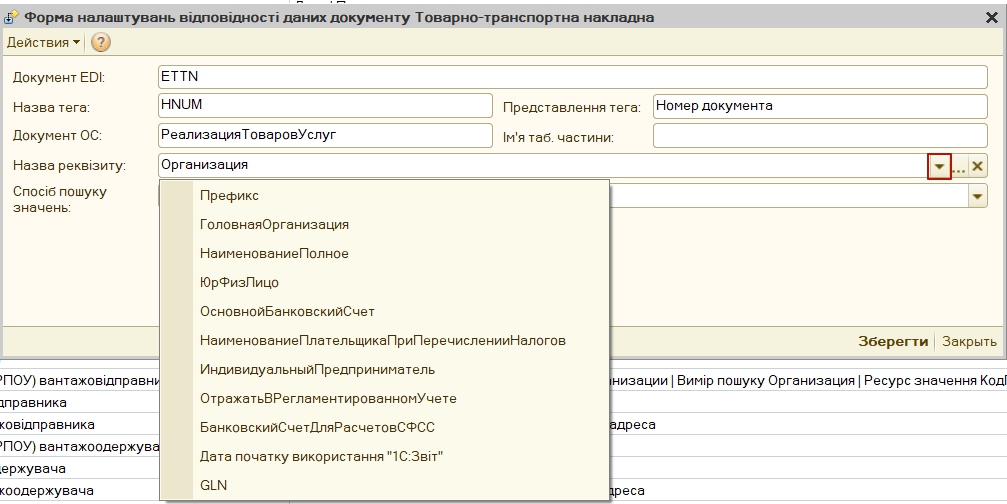 Форма налаштувань відповідності даних документу Товарно-транспортна накладна
Действия
Документ EDI: ETTN
Назва тега: HNUM Представлення тега: Номер документа
Документ ОС: РеализацияТоваровУслуг Ім'я таб. частини:
Назва реквізиту: Организация
Спосіб пошуку
значень:
Префикс
ГоловнаяОрганизация
НаименованиеПолное
ЮрФизЛицо
ОсновнойБанковскийСчет
НаименованиеПлательщикаПриПеречисленииНалогов
ИндивидуальныйПредприниматель
ОтражатьВРегламентированномУчете
БанковскийСчетДляРасчетовСФСС
Дата початку використання "1С:Звіт"
GLN
Зберегти Закрыть
РПОУ) вантажовідправни низации | Вимір пошуку Организация | Ресурс значення КодП
дправника
ковідправника адреса
РПОУ) вантажоодержува
держувача
коодержувача дреса